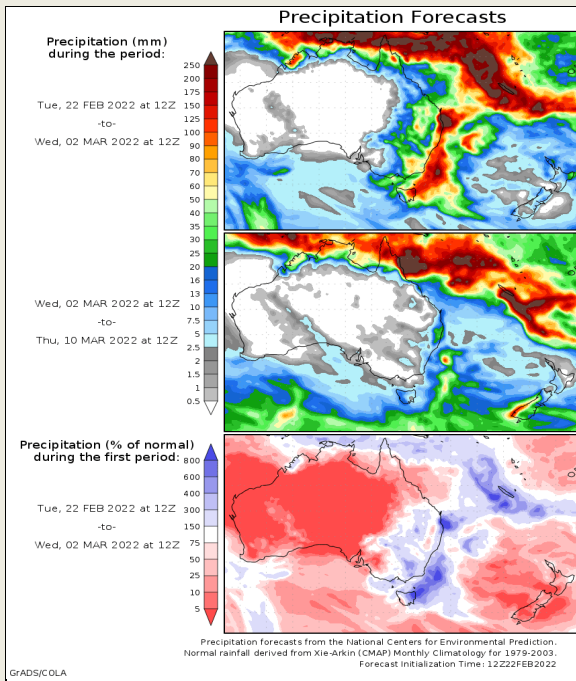 Precipitation Forecasts
Precipitation (mm)
during the period:
Tue, 22 FEB 2022 at 12Z
-to-
Wed, 02 MAR 2022 at 12Z
250
200
175
150
125
100
90
80
70
60
50
40
35
30
25
20
16
13
10
7.5
5
2.5
2
1.5
1
0.5
Wed, 02 MAR 2022 at 12Z
-to-
Thu, 10 MAR 2022 at 12Z
Precipitation (% of normal)
during the first period:
Tue, 22 FEB 2022 at 12Z
-to-
Wed, 02 MAR 2022 at 12Z
800
600
400
300
150
75
50
25
10
5
Precipitation forecasts from the National Centers for Environmental Prediction.
Normal rainfall derived from Xie-Arkin (CMAP) Monthly Climatology for 1979-2003.
Forecast Initialization Time: 12Z22FEB2022
GrADS/COLA